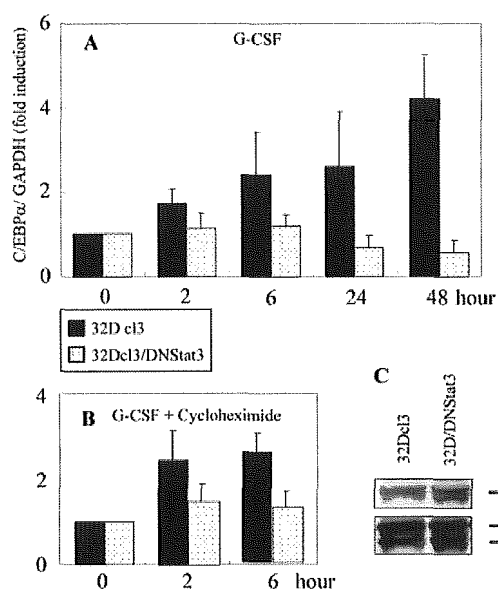 6
A
G-CSF
C/EBPα/ GAPDH (fold induction)
4
2
0
0 2 6 24 48 hour
32D cl3
32Dcl3/DNStat3
B
G-CSF + Cycloheximide
4
2
0
0 2 6 hour
C
32Dcl3
32D/DNStat3